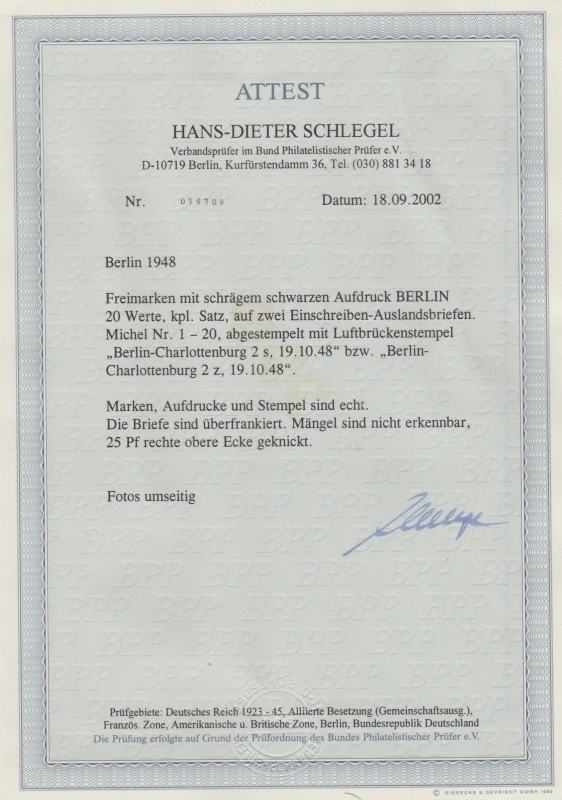 ATTEST
HANS-DIETER SCHLEGEL
Verbandsprüfer im Bund Philatelistischer Prüfer e.V.
D-10719 Berlin, Kurfürstendamm 36, Tel. (030) 881 34 18
Nr. 076709 Datum: 18.09.2002
Berlin 1948
Freimarken mit schrägem schwarzen Aufdruck BERLIN
20 Werte, kpl. Satz, auf zwei Einschreiben-Auslandsbriefen.
Michel Nr. 1 – 20, abgestempelt mit Luftbrückenstempel
„Berlin-Charlottenburg 2 s, 19.10.48“ bzw. „Berlin-
Charlottenburg 2 z, 19.10.48“.
Marken, Aufdrucke und Stempel sind echt.
Die Briefe sind überfrankiert. Mängel sind nicht erkennbar,
25 Pf rechte obere Ecke geknickt.
Fotos umseitig
Prüfgebiete: Deutsches Reich 1923 - 45, Alliierte Besetzung (Gemeinschaftsausg.),
Französ. Zone, Amerikanische u. Britische Zone, Berlin, Bundesrepublik Deutschland
Die Prüfung erfolgte auf Grund der Prüfordnung des Bundes Philatelistischer Prüfer e.V.
© GIESECKE & DEVRIENT GMBH 1992